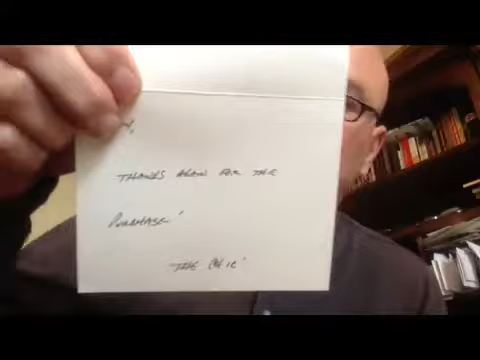 THANKS AGAIN FOR THE
PURCHASE!
THE